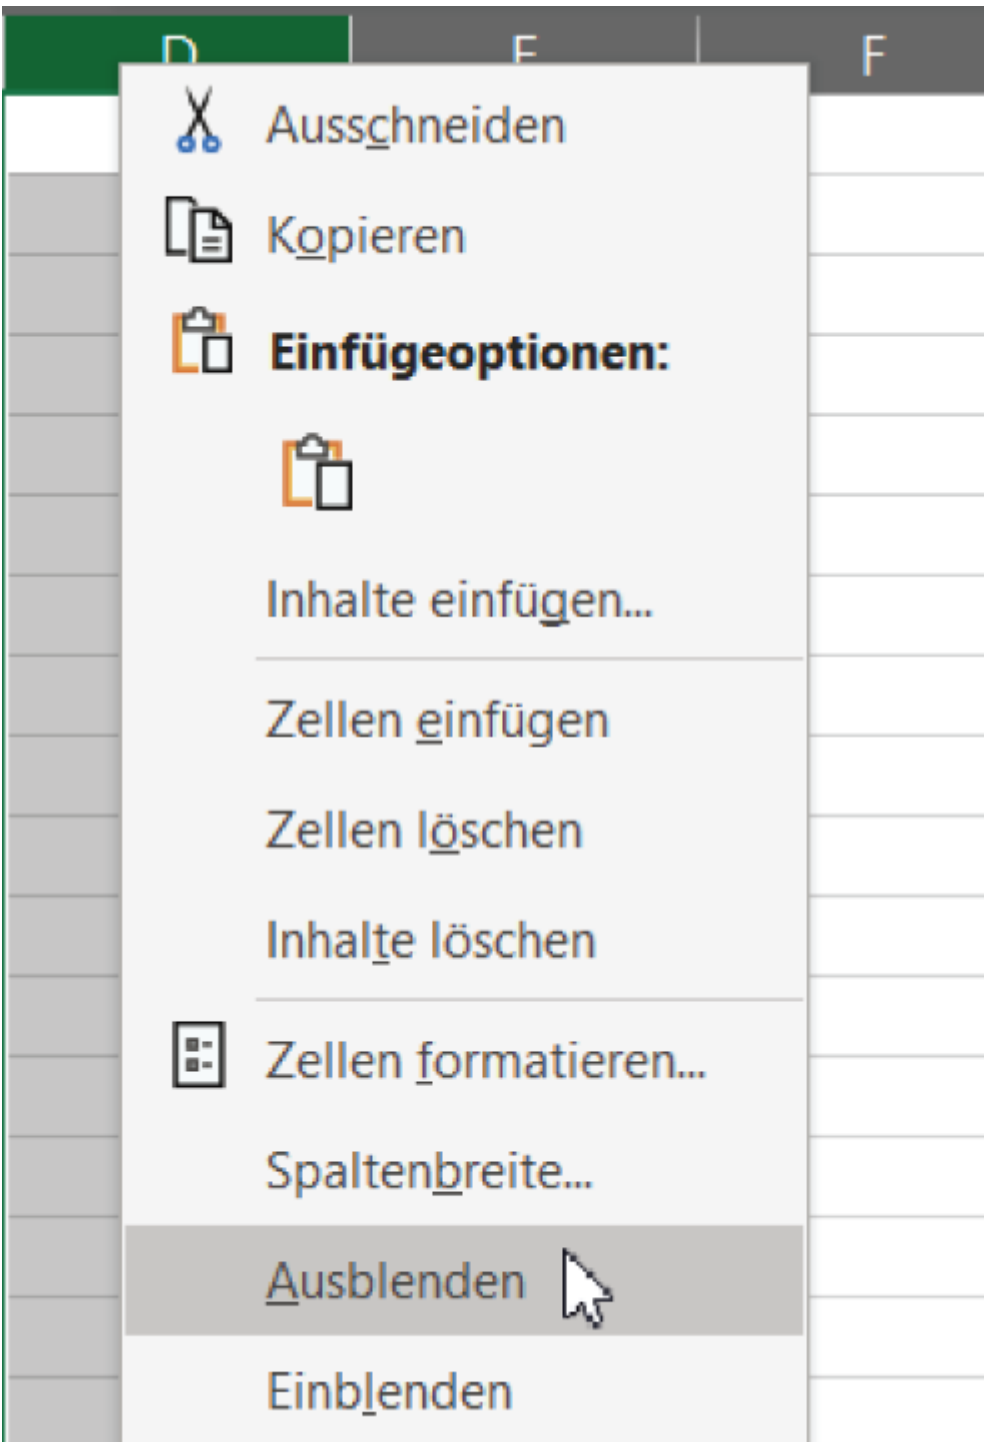 D E F
Ausschneiden
Kopieren
Einfügeoptionen:
Inhalte einfügen...
Zellen einfügen
Zellen löschen
Inhalte löschen
Zellen formatieren...
Spaltenbreite...
Ausblenden
Einblenden